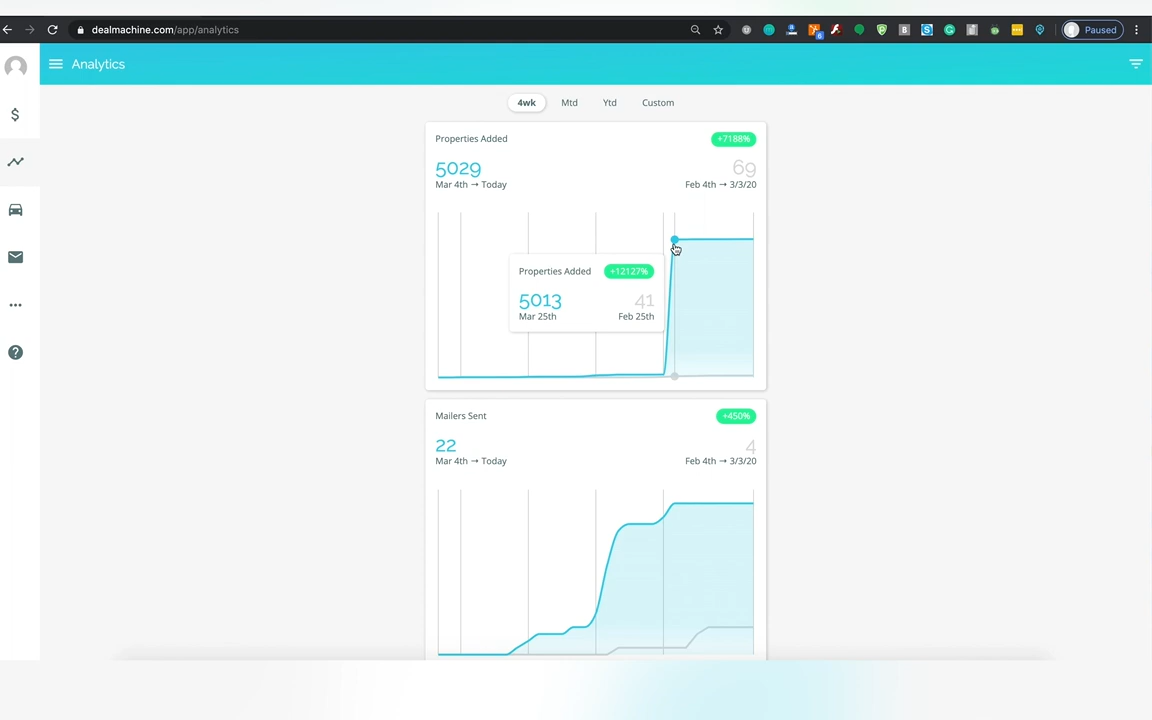 dealmachine.com/app/analytics
Paused
Analytics
4wk Mtd Ytd Custom
Properties Added +7188%
5029 69
Mar 4th → Today Feb 4th → 3/3/20
Properties Added +12127%
5013 41
Mar 25th Feb 25th
Mailers Sent +450%
22 4
Mar 4th → Today Feb 4th → 3/3/20